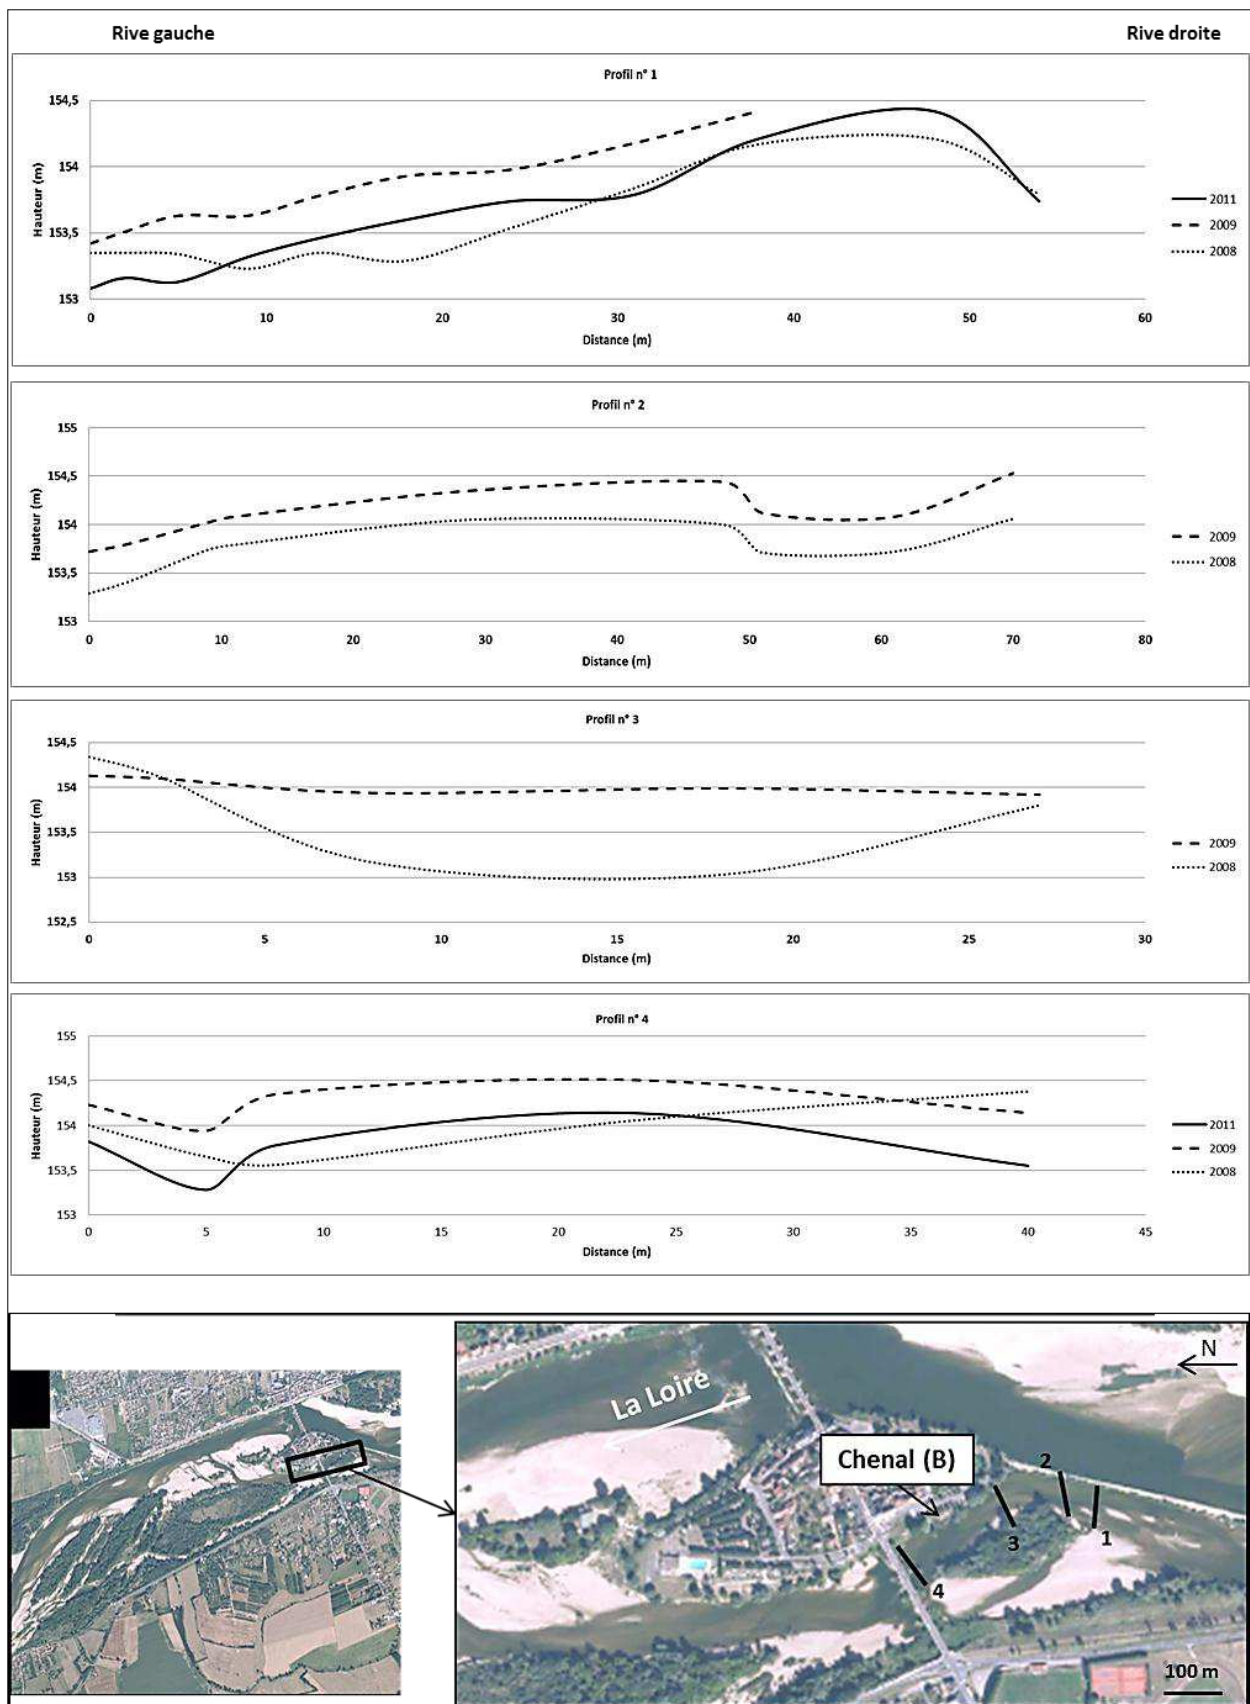 Rive gauche Rive droite
Profil n° 1
Hauteur (m)
154,5
154
153,5
153
0 10 20 30 40 50 60
Distance (m)
2011
2009
2008
Profil n° 2
Hauteur (m)
155
154,5
154
153,5
153
0 10 20 30 40 50 60 70 80
Distance (m)
2009
2008
Profil n° 3
Hauteur (m)
154,5
154
153,5
153
152,5
0 5 10 15 20 25 30
Distance (m)
2009
2008
Profil n° 4
Hauteur (m)
155
154,5
154
153,5
153
0 5 10 15 20 25 30 35 40 45
Distance (m)
2011
2009
2008
N
La Loire
Chenal (B)
2
3
1
4
100 m